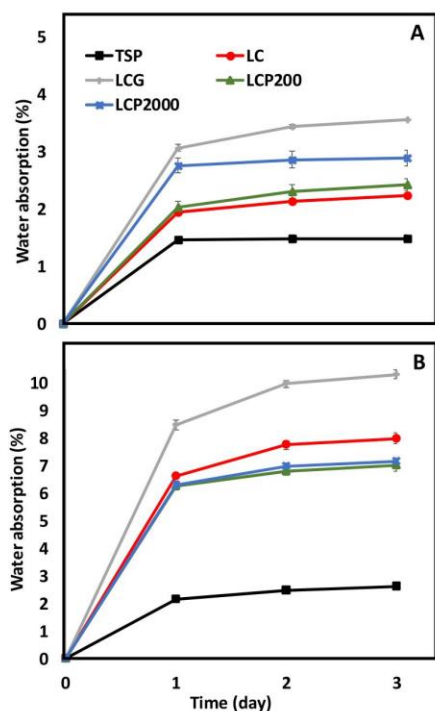 A
TSP
LC
LCG
LCP200
LCP2000
Water absorption (%)
5
4
3
2
1
0
B
Water absorption (%)
10
9
8
7
6
5
4
3
2
1
0
0 1 2 3
Time (day)